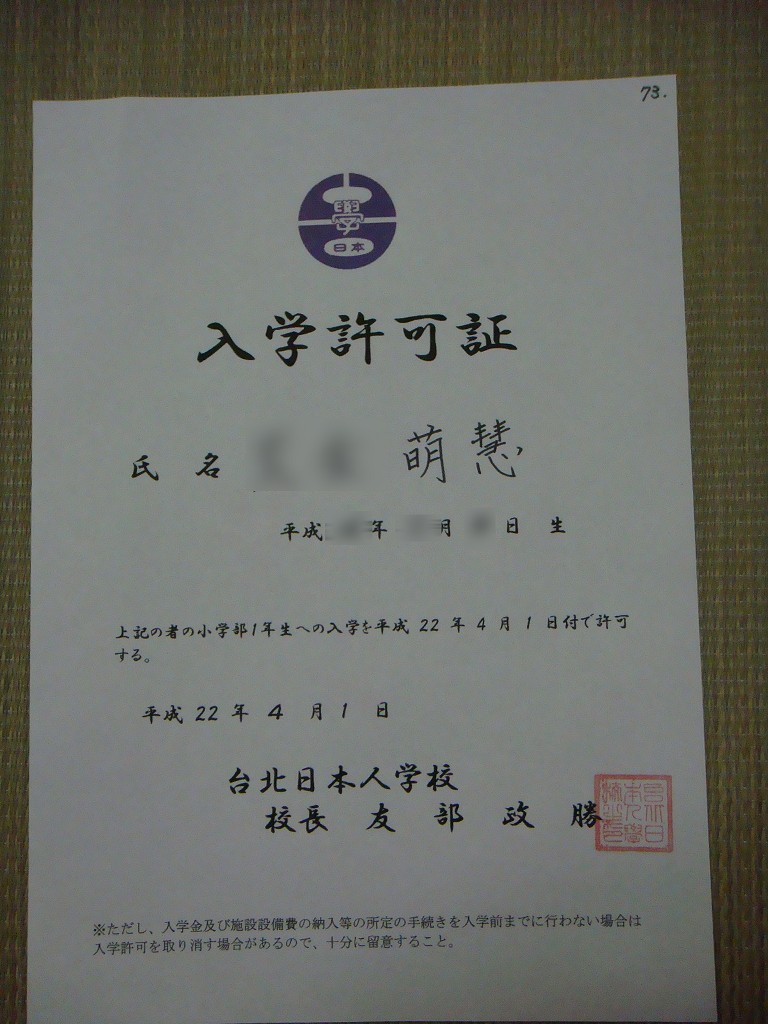 73.
學
日本
入学許可証
氏 名 萌慧
平成 年 月 日 生
上記の者の小学部1年生への入学を平成 22 年 4 月 1 日付で許可
する。
平成 22 年 4 月 1 日
台北日本人学校
校長 友 部 政 勝
※ただし、入学金及び施設設備費の納入等の所定の手続きを入学前までに行わない場合は
入学許可を取り消す場合があるので、十分に留意すること。